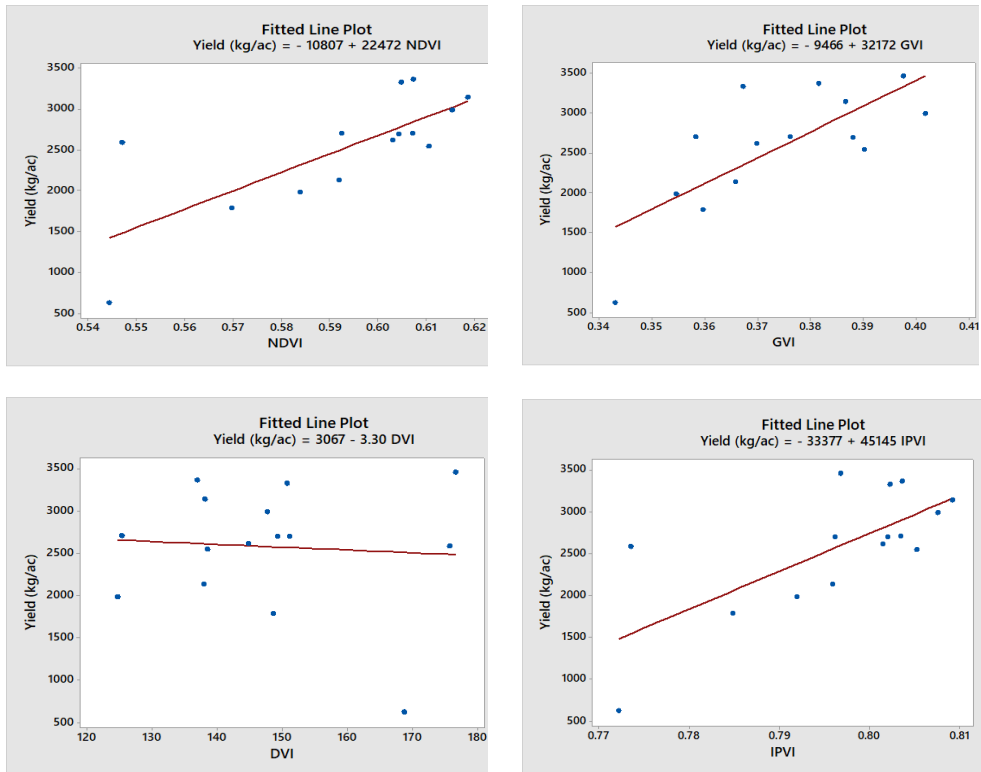 Fitted Line Plot
Yield (kg/ac) = - 10807 + 22472 NDVI
3500
3000
2500
2000
1500
1000
500
Yield (kg/ac)
0.54 0.55 0.56 0.57 0.58 0.59 0.60 0.61 0.62
NDVI
Fitted Line Plot
Yield (kg/ac) = - 9466 + 32172 GVI
3500
3000
2500
2000
1500
1000
500
Yield (kg/ac)
0.34 0.35 0.36 0.37 0.38 0.39 0.40 0.41
GVI
Fitted Line Plot
Yield (kg/ac) = 3067 - 3.30 DVI
3500
3000
2500
2000
1500
1000
500
Yield (kg/ac)
120 130 140 150 160 170 180
DVI
Fitted Line Plot
Yield (kg/ac) = - 33377 + 45145 IPVI
3500
3000
2500
2000
1500
1000
500
Yield (kg/ac)
0.77 0.78 0.79 0.80 0.81
IPVI